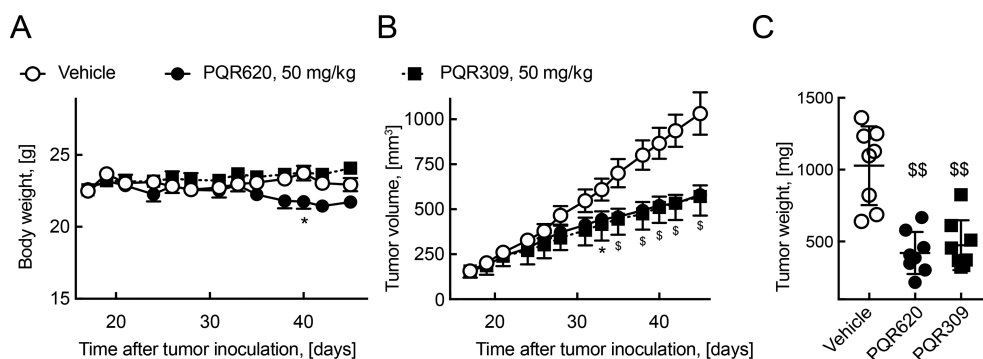 A
B
C
Vehicle
PQR620, 50 mg/kg
PQR309, 50 mg/kg
Body weight, [g]
25
20
15
*
20
30
40
Time after tumor inoculation, [days]
Tumor volume, [mm³]
1000
750
500
250
0
* $ $ $ $ $
20
30
40
Time after tumor inoculation, [days]
Tumor weight, [mg]
1500
1000
500
$$ $$
Vehicle
PQR620
PQR309